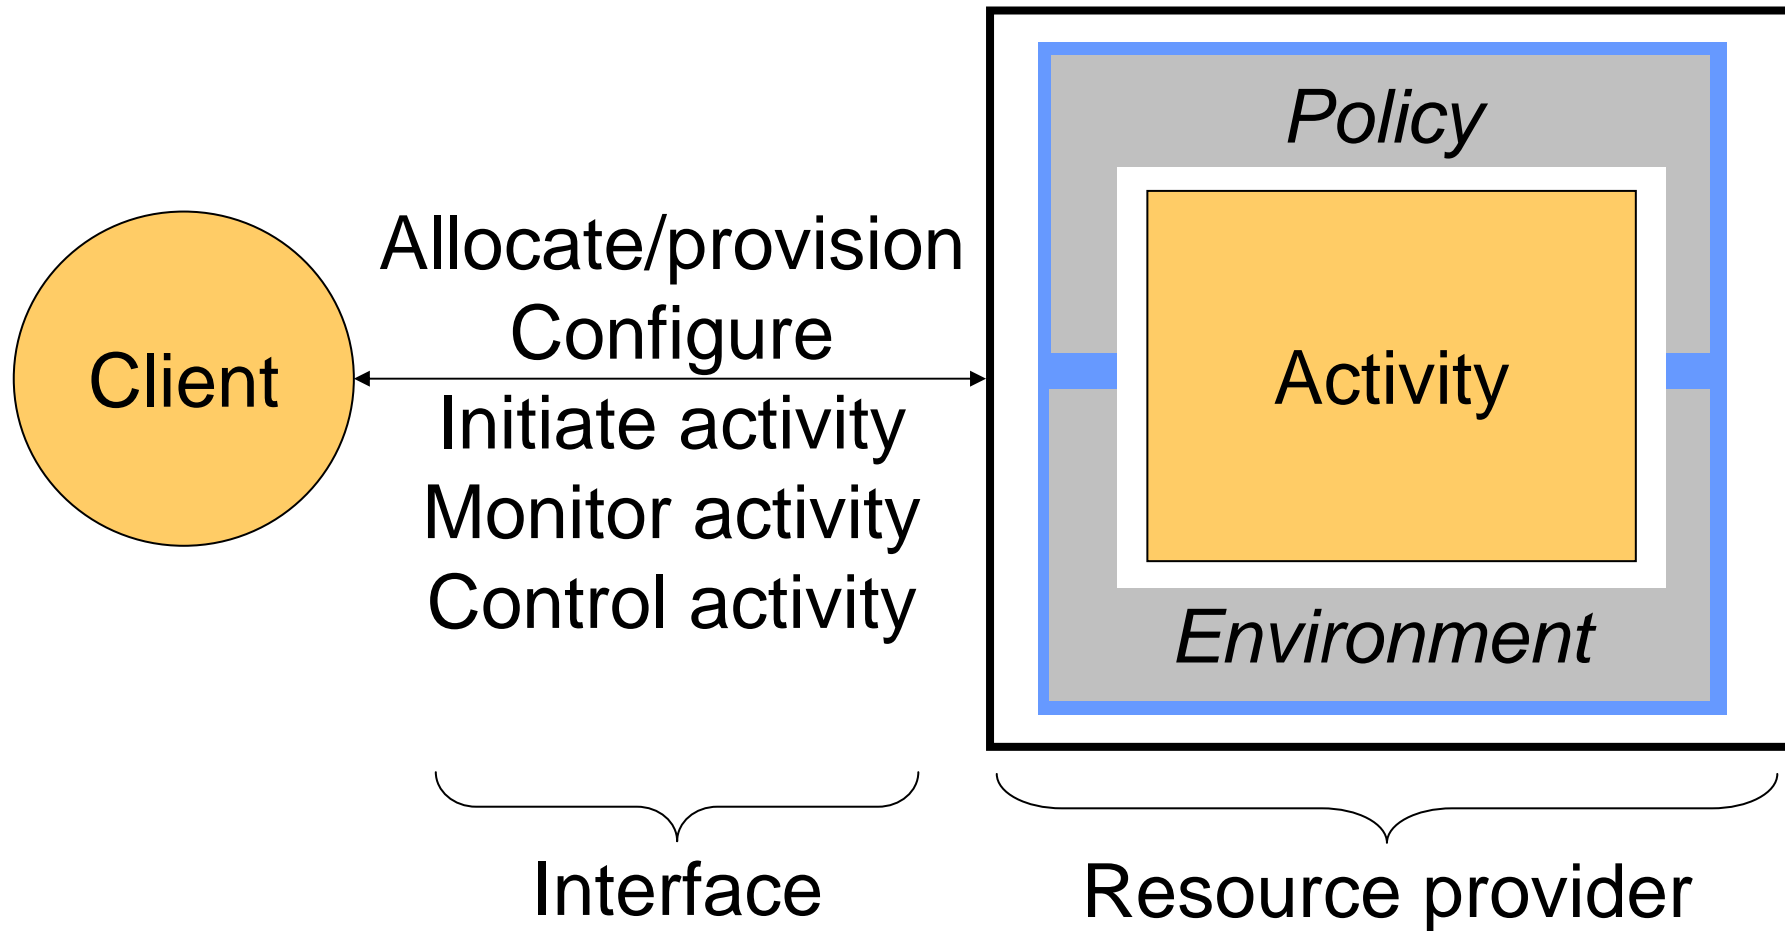 Client
Allocate/provision
Configure
Initiate activity
Monitor activity
Control activity
Policy
Activity
Environment
Interface
Resource provider